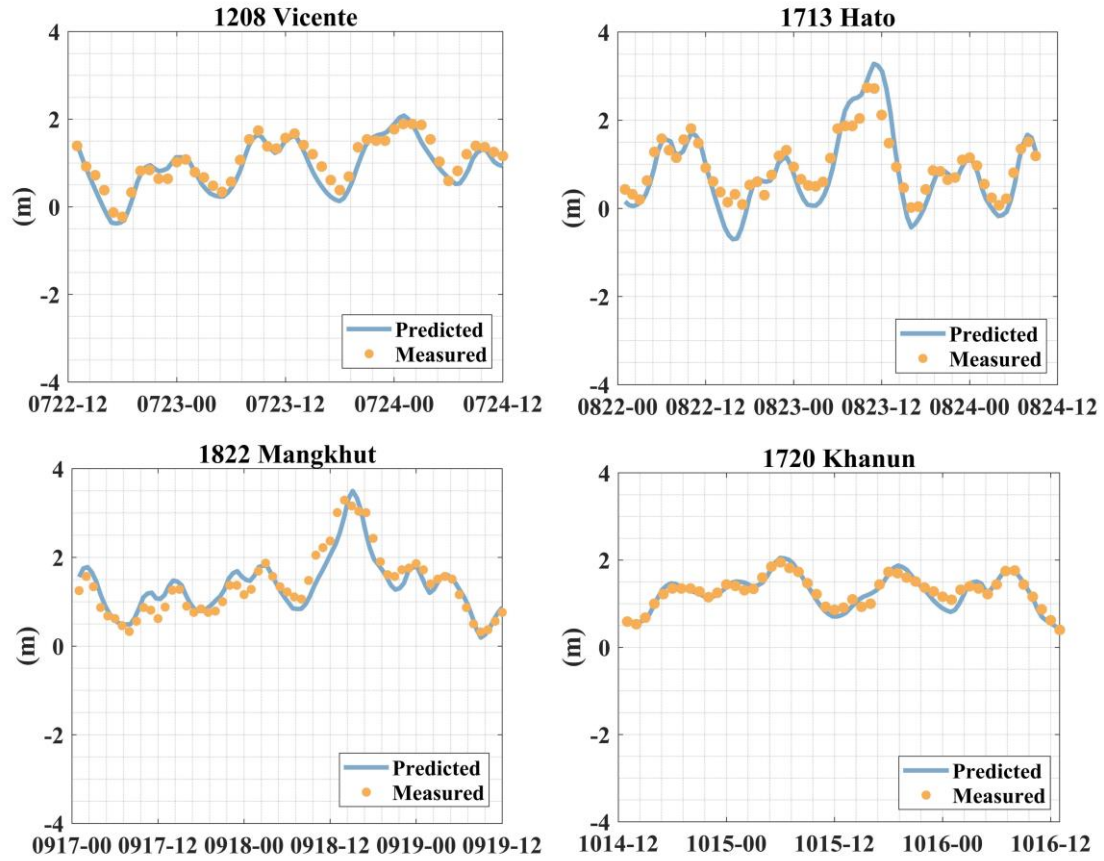 1208 Vicente
4
2
0
-2
-4
(m)
Predicted
Measured
0722-12 0723-00 0723-12 0724-00 0724-12
1713 Hato
4
2
0
-2
-4
(m)
Predicted
Measured
0822-00 0822-12 0823-00 0823-12 0824-00 0824-12
1822 Mangkhut
4
2
0
-2
-4
(m)
Predicted
Measured
0917-00 0917-12 0918-00 0918-12 0919-00 0919-12
1720 Khanun
4
2
0
-2
-4
(m)
Predicted
Measured
1014-12 1015-00 1015-12 1016-00 1016-12